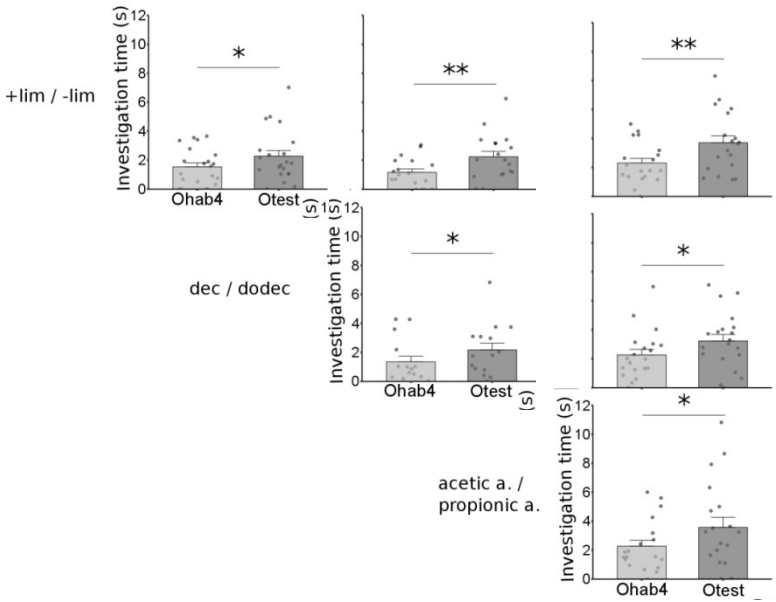 Investigation time (s)
12
10
8
6
4
2
0
*
**
**
+lim / -lim
Ohab4 Otest
(s)
Investigation time (s)
12
10
8
6
4
2
0
*
*
dec / dodec
Ohab4 Otest
(s)
Investigation time (s)
12
10
8
6
4
2
0
*
acetic a. /
propionic a.
Ohab4 Otest